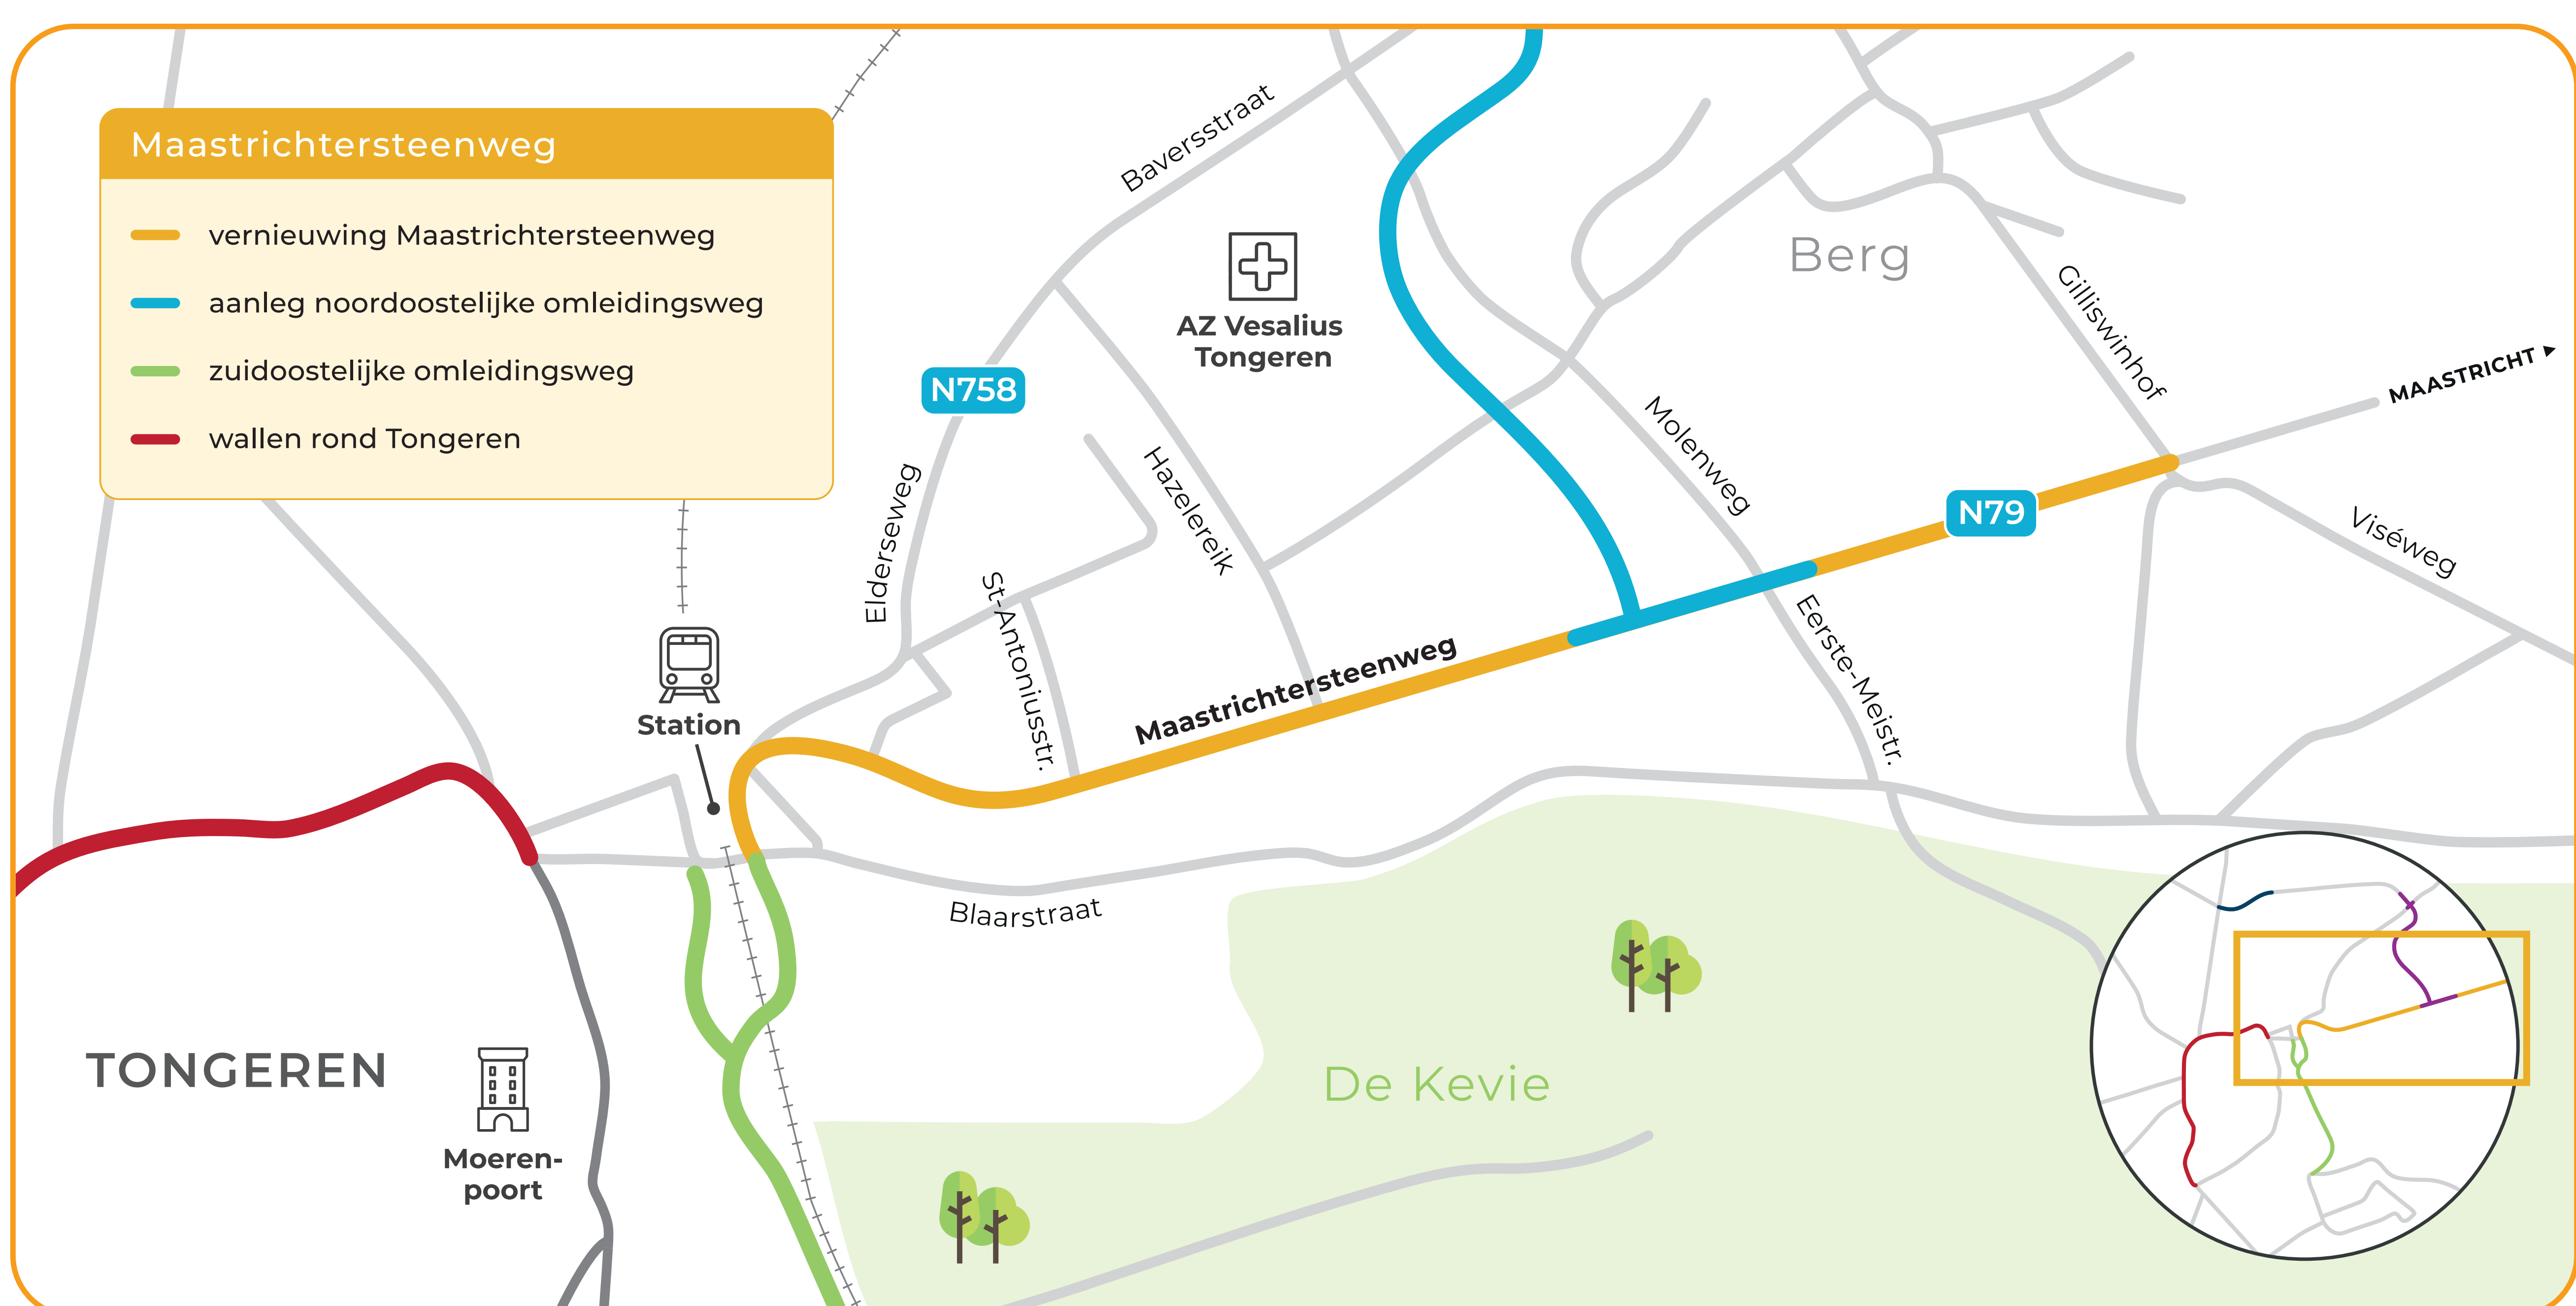 Maastrichtersteenweg
vernieuwing Maastrichtersteenweg
aanleg noordoostelijke omleidingsweg
zuidoostelijke omleidingsweg
wallen rond Tongeren
Baversstraat
Berg
AZ Vesalius
Tongeren
Gilliswinhof
MAASTRICHT
N758
Molenweg
Hazelereik
Elderseweg
N79
Viséweg
St-Antoniusstr.
Eerste-Meistr.
Maastrichtersteenweg
Station
Blaarstraat
TONGEREN
De Kevie
Moeren-
poort